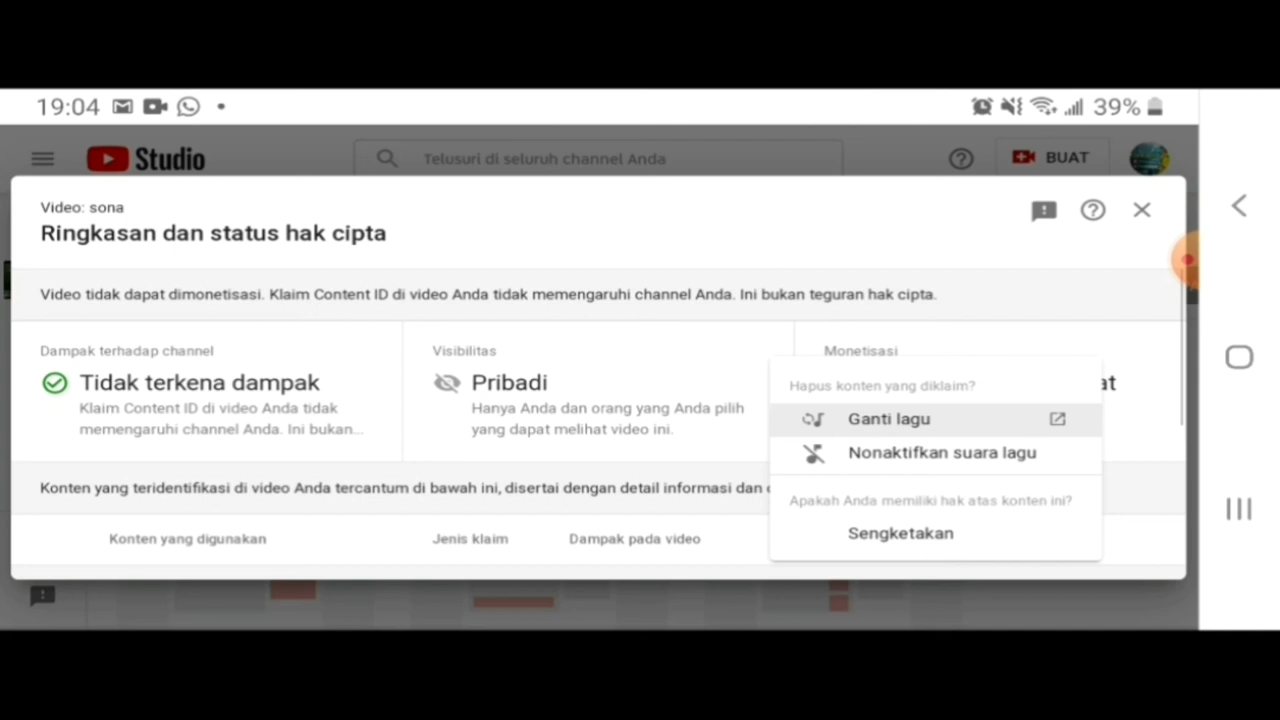 19:04
39%
Studio
Telusuri di seluruh channel Anda
BUAT
Video: sona
Ringkasan dan status hak cipta
Video tidak dapat dimonetisasi. Klaim Content ID di video Anda tidak memengaruhi channel Anda. Ini bukan teguran hak cipta.
Dampak terhadap channel
Tidak terkena dampak
Klaim Content ID di video Anda tidak
memengaruhi channel Anda. Ini bukan...
Visibilitas
Pribadi
Hanya Anda dan orang yang Anda pilih
yang dapat melihat video ini.
Monetisasi
Hapus konten yang diklaim?
Ganti lagu
Nonaktifkan suara lagu
Apakah Anda memiliki hak atas konten ini?
Sengketakan
Konten yang teridentifikasi di video Anda tercantum di bawah ini, disertai dengan detail informasi dan
Konten yang digunakan
Jenis klaim
Dampak pada video